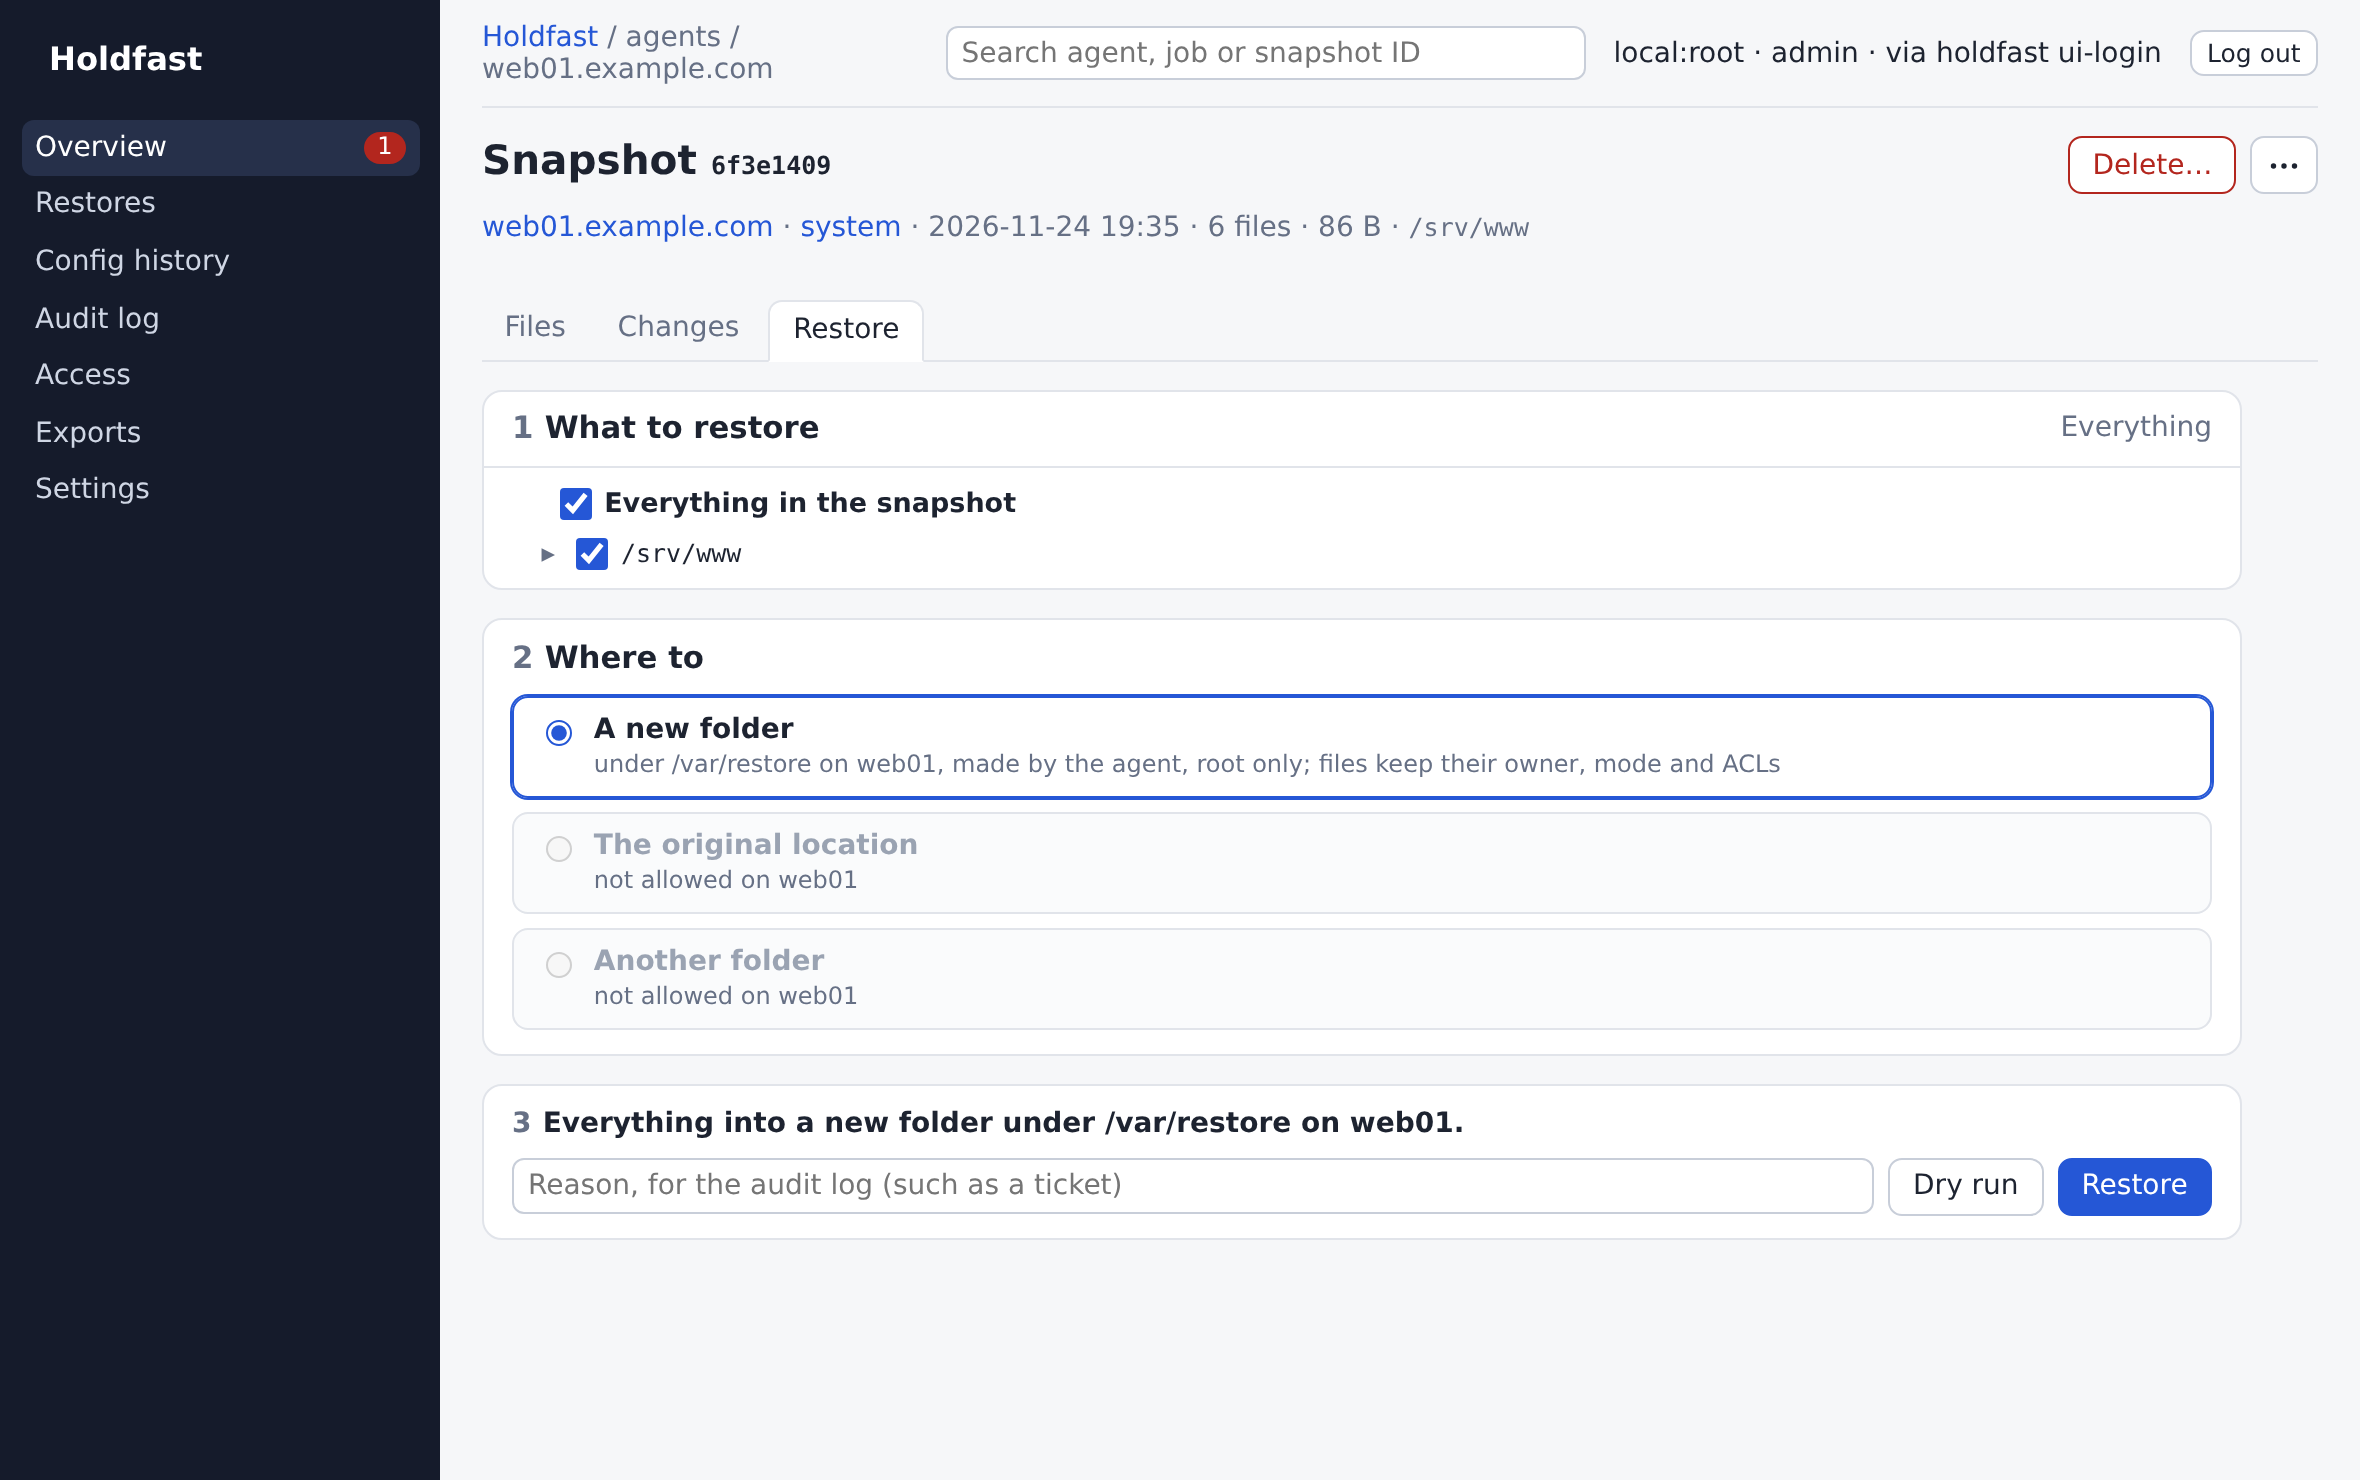 Holdfast
Overview 1
Restores
Config history
Audit log
Access
Exports
Settings
Holdfast / agents /
web01.example.com
Search agent, job or snapshot ID
local:root · admin · via holdfast ui-login
Log out
Snapshot 6f3e1409
Delete…
···
web01.example.com · system · 2026-11-24 19:35 · 6 files · 86 B · /srv/www
Files
Changes
Restore
1 What to restore
Everything
Everything in the snapshot
/srv/www
2 Where to
A new folder
under /var/restore on web01, made by the agent, root only; files keep their owner, mode and ACLs
The original location
not allowed on web01
Another folder
not allowed on web01
3 Everything into a new folder under /var/restore on web01.
Reason, for the audit log (such as a ticket)
Dry run
Restore